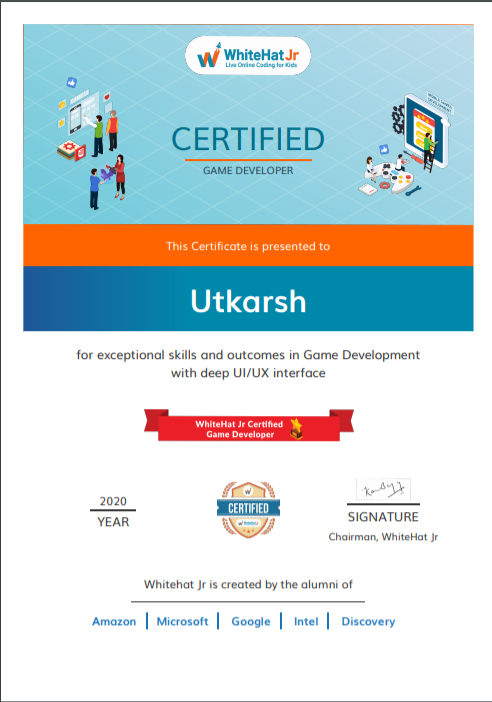 WhiteHat Jr
Live Online Coding for Kids
CERTIFIED
GAME DEVELOPER
This Certificate is presented to
Utkarsh
for exceptional skills and outcomes in Game Development
with deep UI/UX interface
WhiteHat Jr Certified
Game Developer
2020
YEAR
CERTIFIED
SIGNATURE
Chairman, WhiteHat Jr
Whitehat Jr is created by the alumni of
Amazon | Microsoft | Google | Intel | Discovery